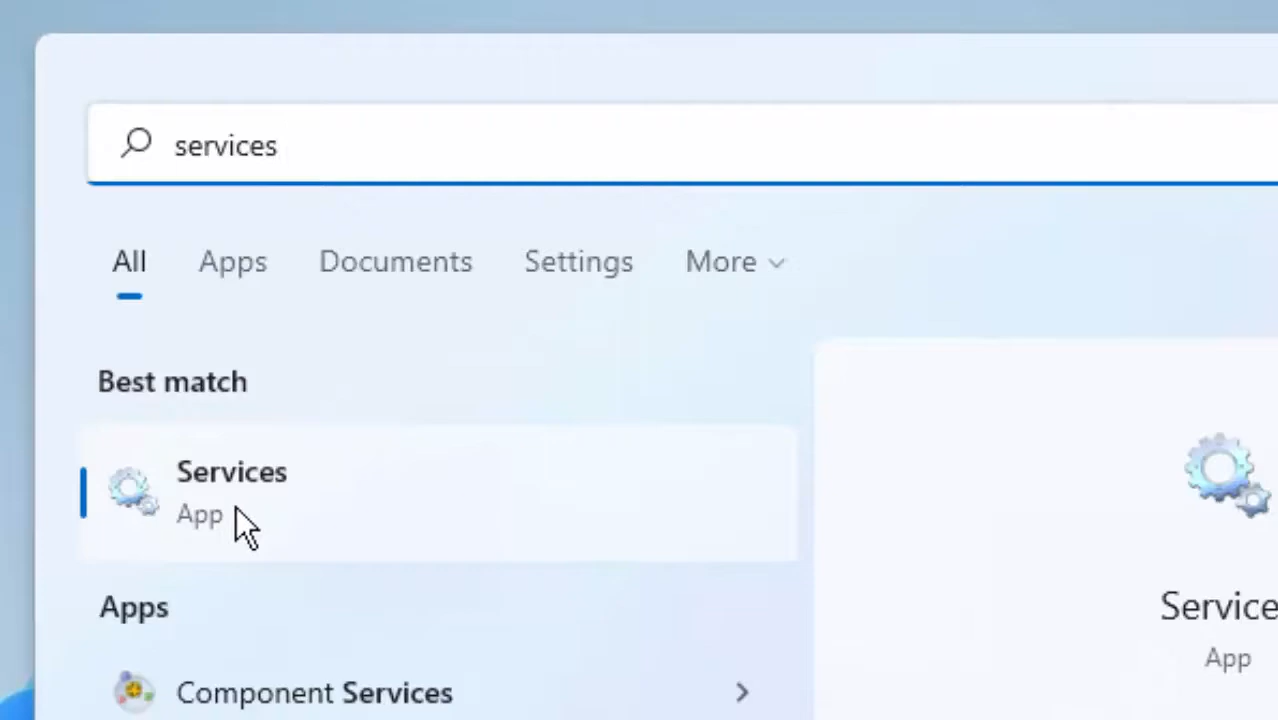 services
All Apps Documents Settings More
Best match
Services
App
Apps
Component Services
Service
App